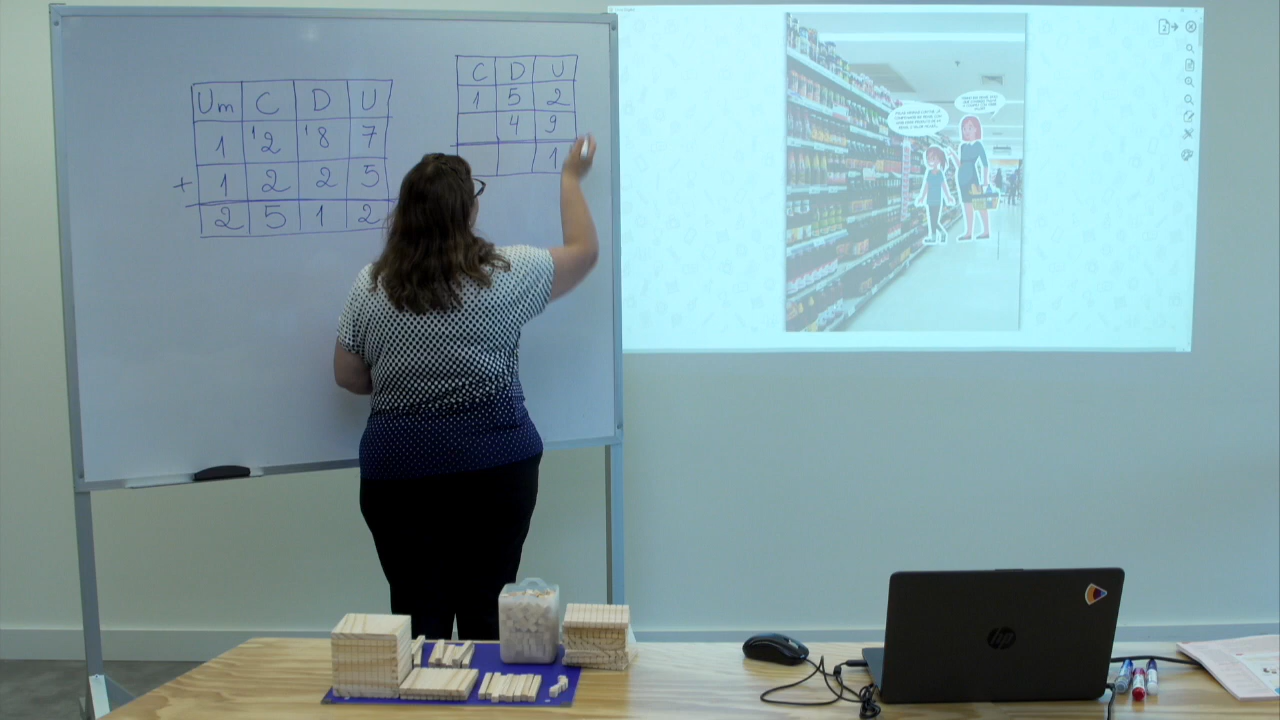 Um C D U
1 '2 '8 7
+ 1 2 2 5
2 5 1 2
C D U
1 5 2
4 9
1
hp